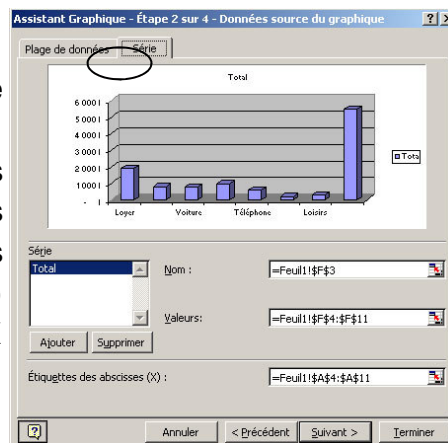 Assistant Graphique - Étape 2 sur 4 - Données source du graphique
Plage de données Série
Total
6 000 l
5 000 l
4 000 l
3 000 l
2 000 l
1 000 l
- l
Loyer Voiture Téléphone Loisirs
Tota
Série
Total
Nom : =Feuil1!$F$3
Valeurs: =Feuil1!$F$4:$F$11
Ajouter Supprimer
Étiquettes des abscisses (X) : =Feuil1!$A$4:$A$11
Annuler < Précédent Suivant > Terminer